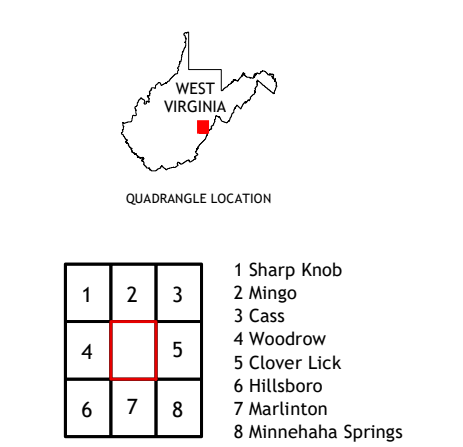 WEST
VIRGINIA
QUADRANGLE LOCATION
1 2 3
4 5
6 7 8
1 Sharp Knob
2 Mingo
3 Cass
4 Woodrow
5 Clover Lick
6 Hillsboro
7 Marlinton
8 Minnehaha Springs